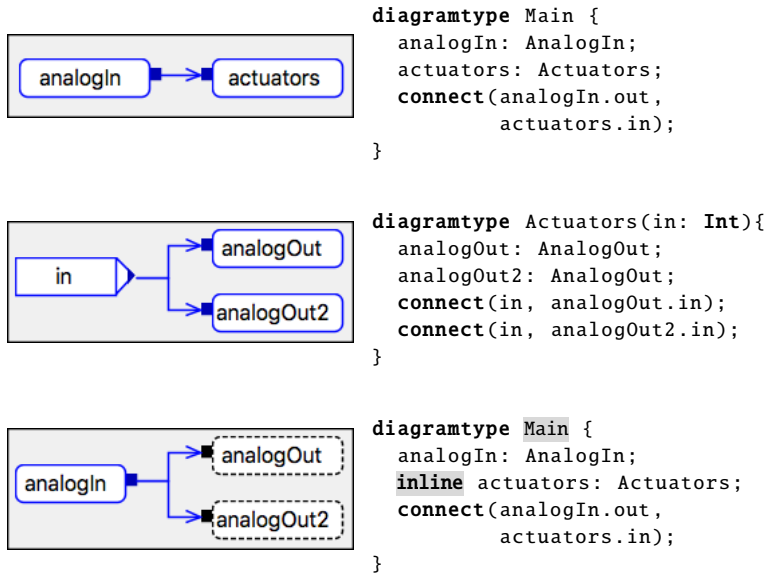 analogIn actuators
diagramtype Main {
analogIn: AnalogIn;
actuators: Actuators;
connect(analogIn.out,
actuators.in);
}
in analogOut
analogOut2
diagramtype Actuators(in: Int){
analogOut: AnalogOut;
analogOut2: AnalogOut;
connect(in, analogOut.in);
connect(in, analogOut2.in);
}
analogIn analogOut
analogOut2
diagramtype Main {
analogIn: AnalogIn;
inline actuators: Actuators;
connect(analogIn.out,
actuators.in);
}